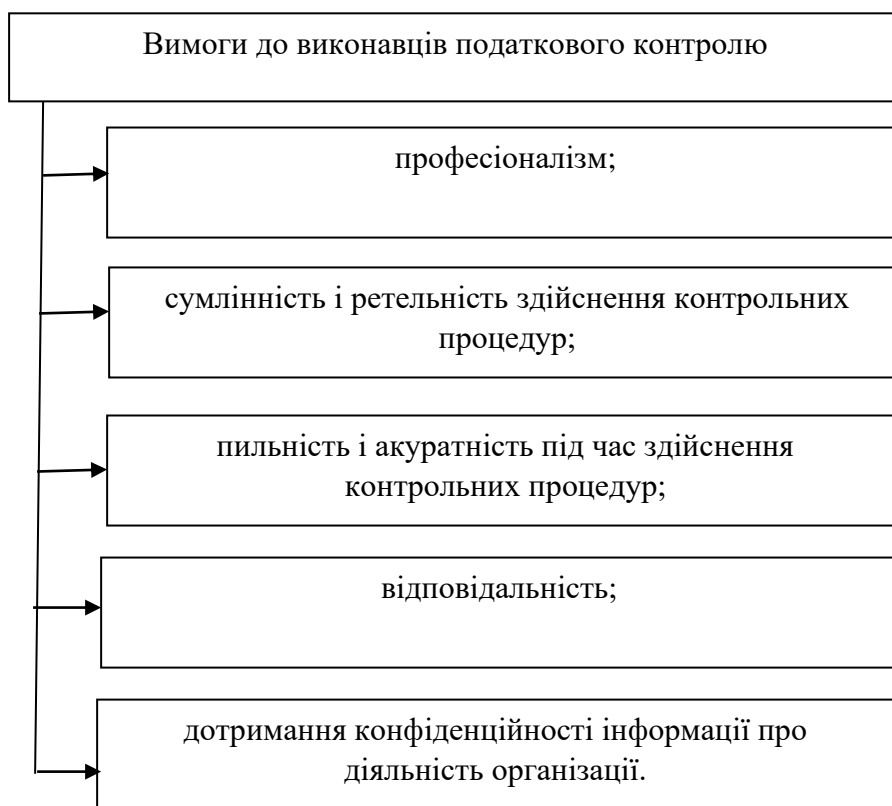 Вимоги до виконавців податкового контролю
професіоналізм;
сумлінність і ретельність здійснення контрольних
процедур;
пильність і акуратність під час здійснення
контрольних процедур;
відповідальність;
дотримання конфіденційності інформації про
діяльність організації.